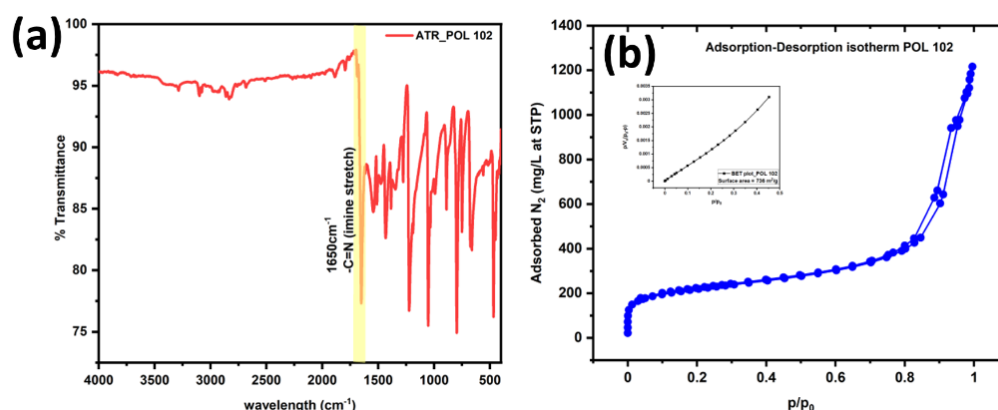 (a)
ATR_POL 102
% Transmittance
95
90
85
80
75
1650cm⁻¹
-C=N (imine stretch)
4000 3500 3000 2500 2000 1500 1000 500
wavelength (cm⁻¹)
(b)
Adsorption-Desorption isotherm POL 102
Adsorbed N₂ (mg/L at STP)
1400
1200
1000
800
600
400
200
0
0 0.2 0.4 0.6 0.8 1
p/p₀
BET plot_POL 102